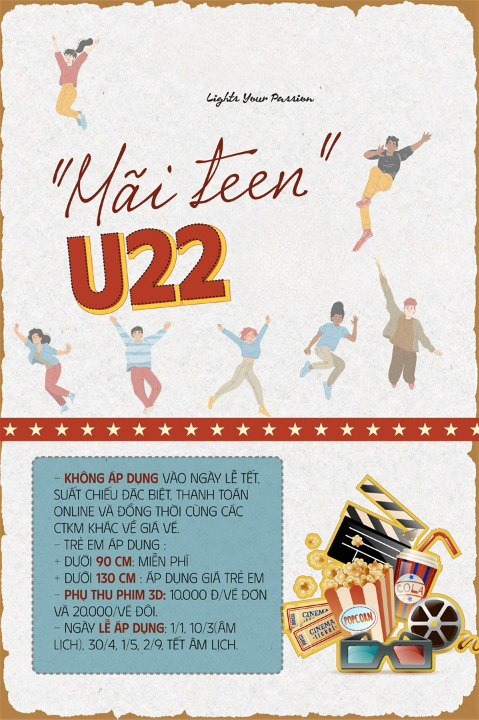 Lights Your Passion
"Mãi teen"
U22
- KHÔNG ÁP DỤNG VÀO NGÀY LỄ TẾT,
SUẤT CHIẾU ĐẶC BIỆT, THANH TOÁN
ONLINE VÀ ĐỒNG THỜI CÙNG CÁC
CTKM KHÁC VỀ GIÁ VÉ.
- TRẺ EM ÁP DỤNG :
+ DƯỚI 90 CM: MIỄN PHÍ
+ DƯỚI 130 CM : ÁP DỤNG GIÁ TRẺ EM
- PHỤ THU PHIM 3D: 10.000 Đ/VÉ ĐƠN
VÀ 20.000/VÉ ĐÔI.
- NGÀY LỄ ÁP DỤNG: 1/1, 10/3(ÂM
LỊCH), 30/4, 1/5, 2/9, TẾT ÂM LỊCH.
COLA
POPCORN
CINEMA
CINEMA